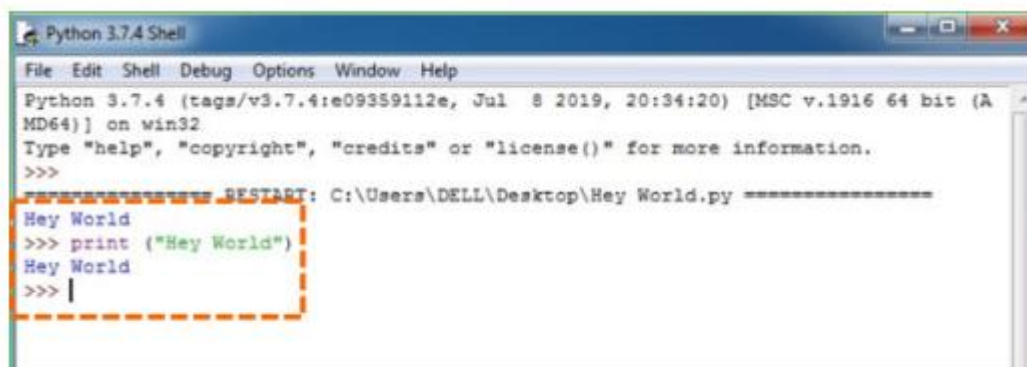 Python 3.7.4 Shell
File Edit Shell Debug Options Window Help
Python 3.7.4 (tags/v3.7.4:e09359112e, Jul  8 2019, 20:34:20) [MSC v.1916 64 bit (A
MD64)] on win32
Type "help", "copyright", "credits" or "license()" for more information.
>>>
================ RESTART: C:\Users\DELL\Desktop\Hey World.py ================
Hey World
>>> print ("Hey World")
Hey World
>>>